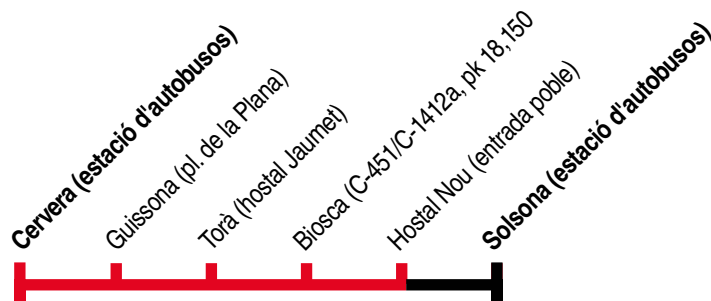 Cervera (estació d'autobusos)
Guissona (pl. de la Plana)
Torà (hostal Jaumet)
Biosca (C-451/C-1412a, pk 18,150
Hostal Nou (entrada poble)
Solsona (estació d'autobusos)